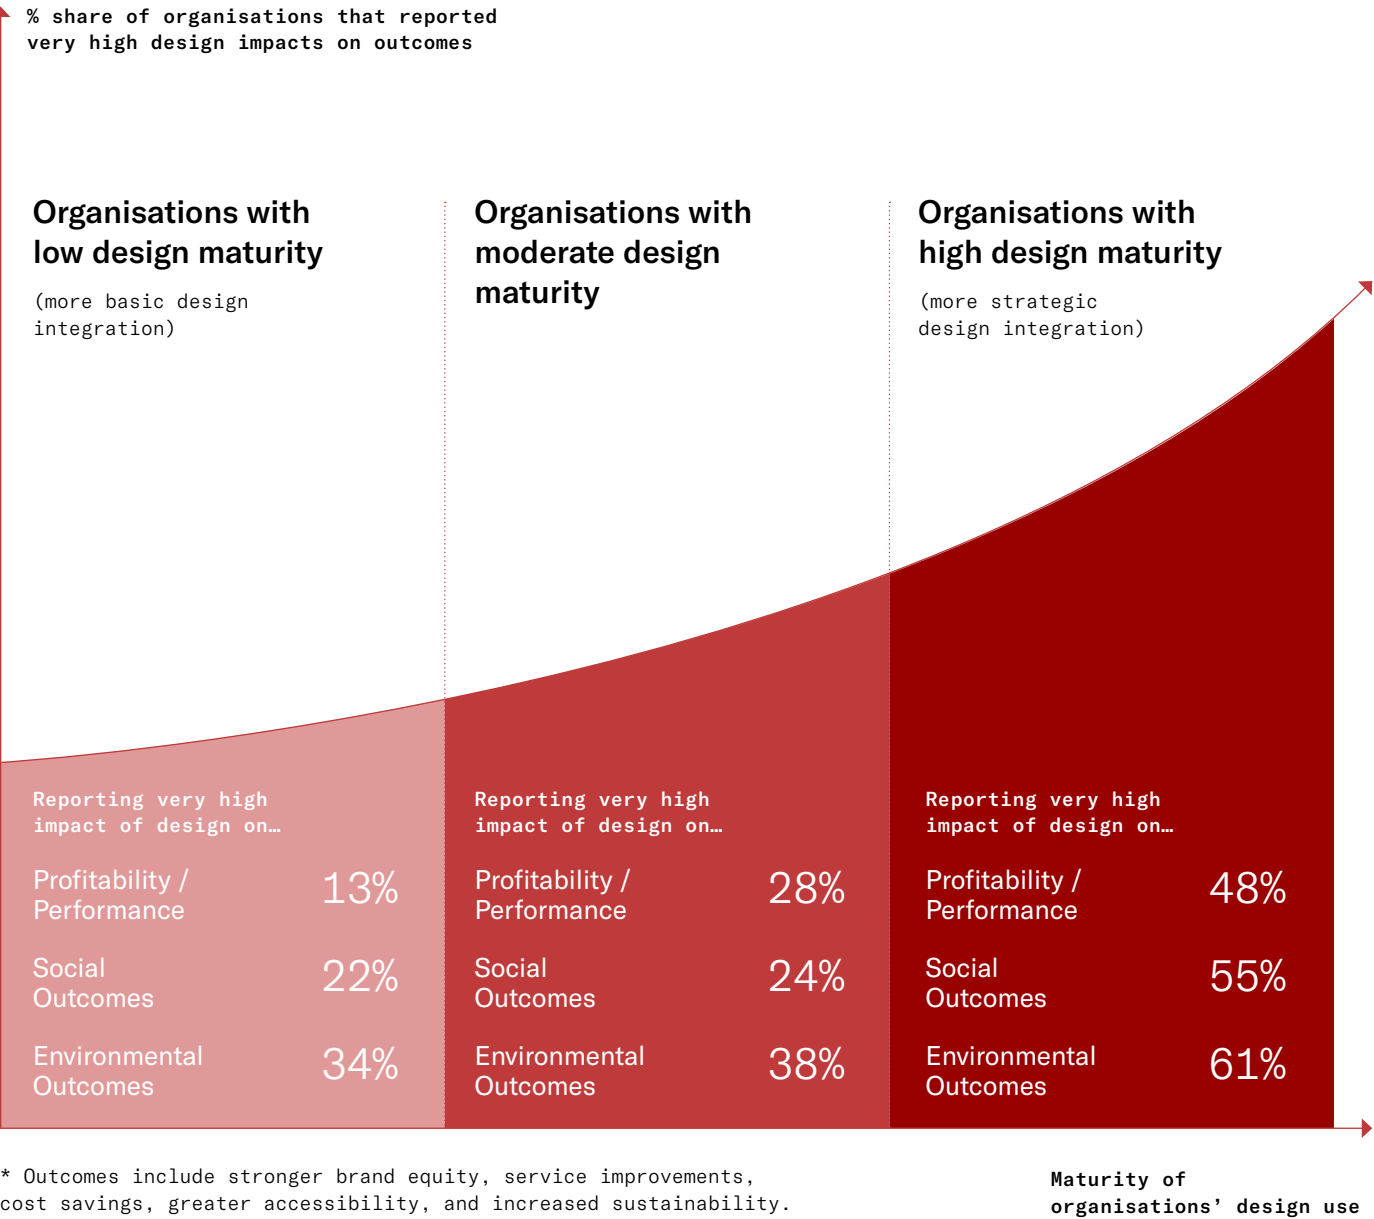 % share of organisations that reported
very high design impacts on outcomes
Organisations with
low design maturity
(more basic design
integration)
Organisations with
moderate design
maturity
Organisations with
high design maturity
(more strategic
design integration)
Reporting very high
impact of design on…
Profitability /
Performance
13%
Social
Outcomes
22%
Environmental
Outcomes
34%
Reporting very high
impact of design on…
Profitability /
Performance
28%
Social
Outcomes
24%
Environmental
Outcomes
38%
Reporting very high
impact of design on…
Profitability /
Performance
48%
Social
Outcomes
55%
Environmental
Outcomes
61%
* Outcomes include stronger brand equity, service improvements,
cost savings, greater accessibility, and increased sustainability.
Maturity of
organisations’ design use